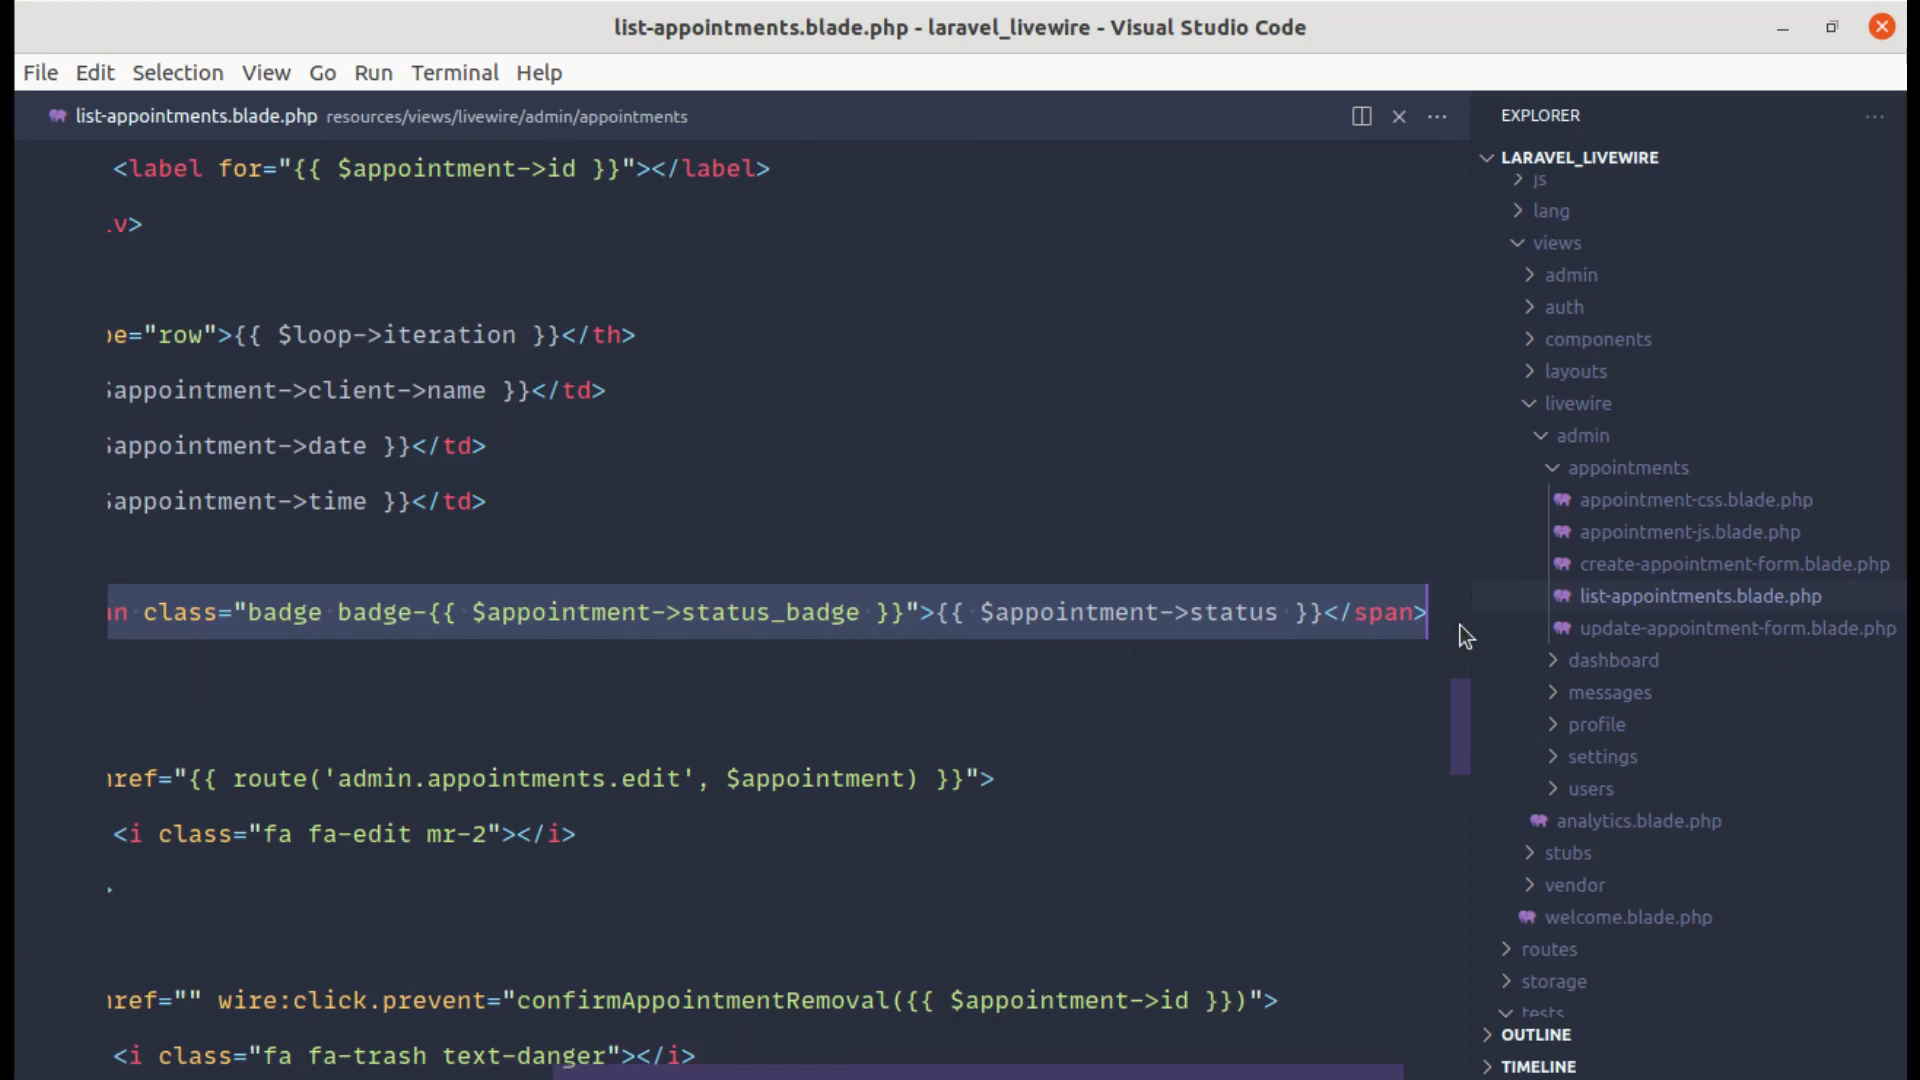 list-appointments.blade.php - laravel_livewire - Visual Studio Code
File Edit Selection View Go Run Terminal Help
list-appointments.blade.php resources/views/livewire/admin/appointments
<label for="{{ $appointment->id }}"></label>
iv>
pe="row">{{ $loop->iteration }}</th>
$appointment->client->name }}</td>
$appointment->date }}</td>
$appointment->time }}</td>
an class="badge badge-{{ $appointment->status_badge }}">{{ $appointment->status }}</span>
href="{{ route('admin.appointments.edit', $appointment) }}">
<i class="fa fa-edit mr-2"></i>
>
href="" wire:click.prevent="confirmAppointmentRemoval({{ $appointment->id }})">
<i class="fa fa-trash text-danger"></i>
EXPLORER
LARAVEL_LIVEWIRE
js
lang
views
admin
auth
components
layouts
livewire
admin
appointments
appointment-css.blade.php
appointment-js.blade.php
create-appointment-form.blade.php
list-appointments.blade.php
update-appointment-form.blade.php
dashboard
messages
profile
settings
users
analytics.blade.php
stubs
vendor
welcome.blade.php
routes
storage
tests
OUTLINE
TIMELINE